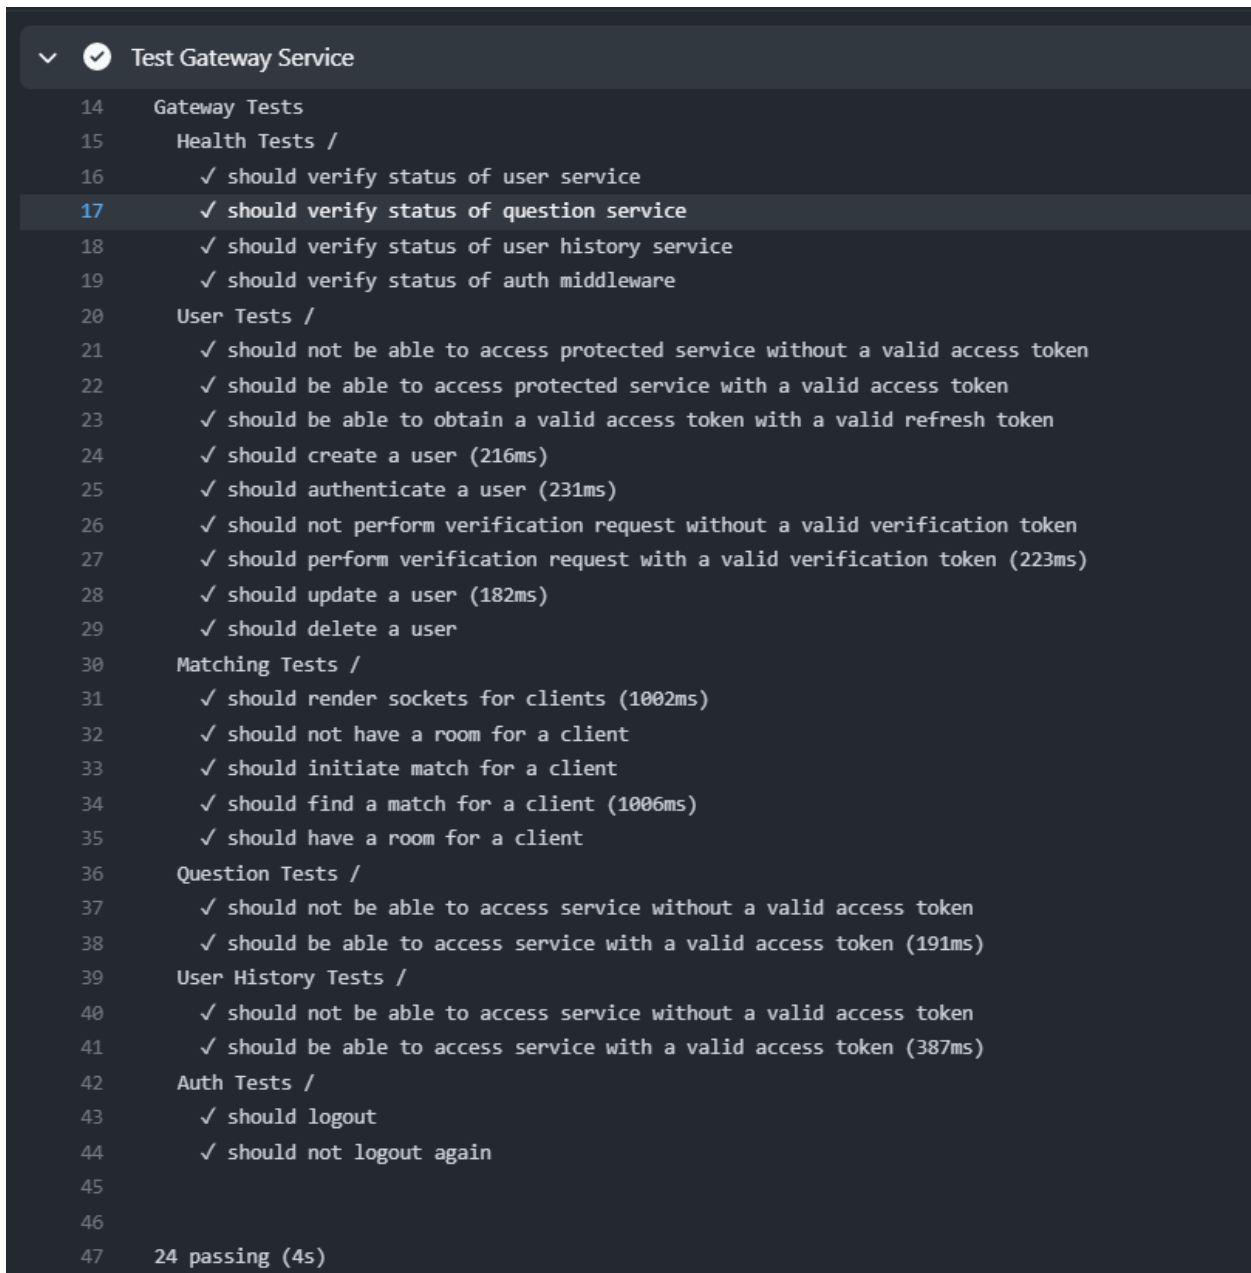 Test Gateway Service
14 Gateway Tests
15 Health Tests /
16 ✓ should verify status of user service
17 ✓ should verify status of question service
18 ✓ should verify status of user history service
19 ✓ should verify status of auth middleware
20 User Tests /
21 ✓ should not be able to access protected service without a valid access token
22 ✓ should be able to access protected service with a valid access token
23 ✓ should be able to obtain a valid access token with a valid refresh token
24 ✓ should create a user (216ms)
25 ✓ should authenticate a user (231ms)
26 ✓ should not perform verification request without a valid verification token
27 ✓ should perform verification request with a valid verification token (223ms)
28 ✓ should update a user (182ms)
29 ✓ should delete a user
30 Matching Tests /
31 ✓ should render sockets for clients (1002ms)
32 ✓ should not have a room for a client
33 ✓ should initiate match for a client
34 ✓ should find a match for a client (1006ms)
35 ✓ should have a room for a client
36 Question Tests /
37 ✓ should not be able to access service without a valid access token
38 ✓ should be able to access service with a valid access token (191ms)
39 User History Tests /
40 ✓ should not be able to access service without a valid access token
41 ✓ should be able to access service with a valid access token (387ms)
42 Auth Tests /
43 ✓ should logout
44 ✓ should not logout again
45
46
47 24 passing (4s)